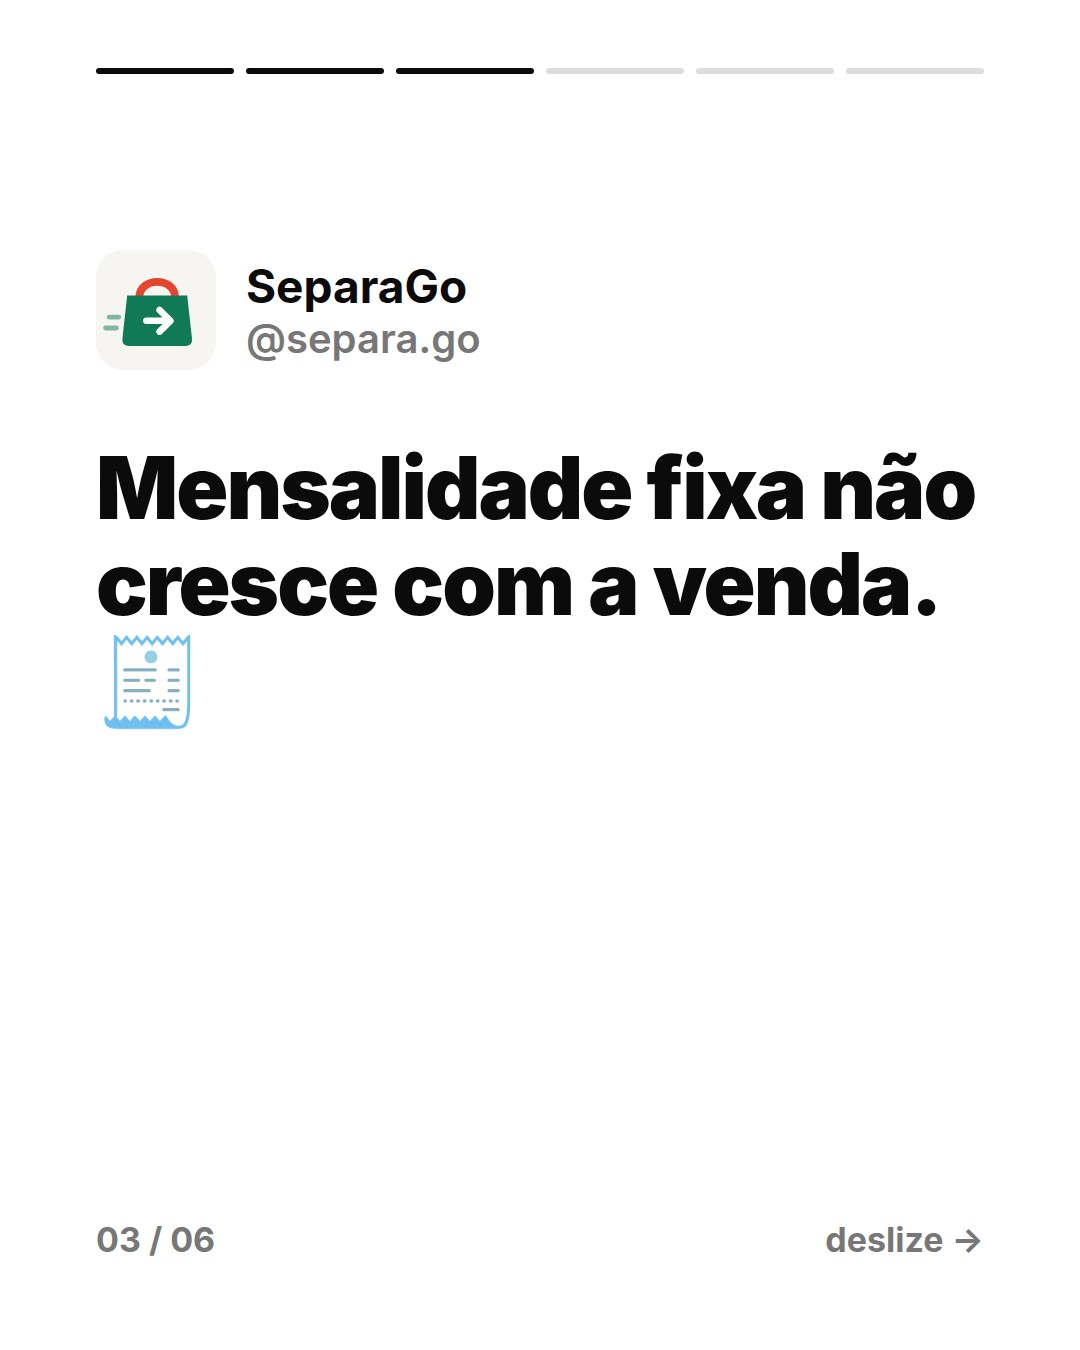 SeparaGo
@separa.go
Mensalidade fixa não
cresce com a venda.
03 / 06
deslize →